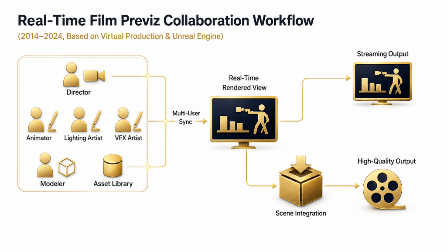 Real-Time Film Previz Collaboration Workflow
(2014–2024, Based on Virtual Production & Unreal Engine)
Director
Animator
Lighting Artist
VFX Artist
Modeler
Asset Library
Multi-User
Sync
Real-Time
Rendered View
Streaming Output
Scene Integration
High-Quality Output